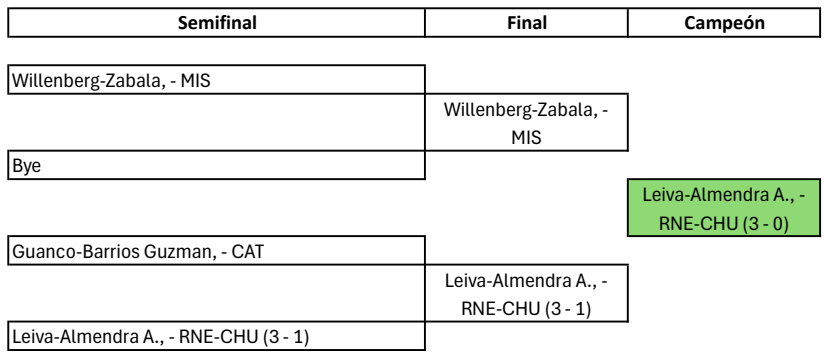 Semifinal Final Campeón
Willenberg-Zabala, - MIS
Willenberg-Zabala, -
MIS
Bye
Leiva-Almendra A., -
RNE-CHU (3 - 0)
Guanco-Barrios Guzman, - CAT
Leiva-Almendra A., -
RNE-CHU (3 - 1)
Leiva-Almendra A., - RNE-CHU (3 - 1)